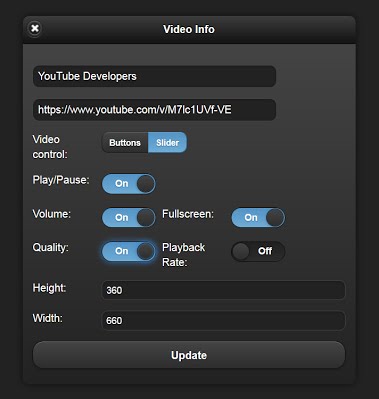 Video Info
YouTube Developers
https://www.youtube.com/v/M7lc1UVf-VE
Video
control:
Buttons Slider
Play/Pause: On
Volume: On Fullscreen: On
Quality: On Playback
Rate: Off
Height: 360
Width: 660
Update